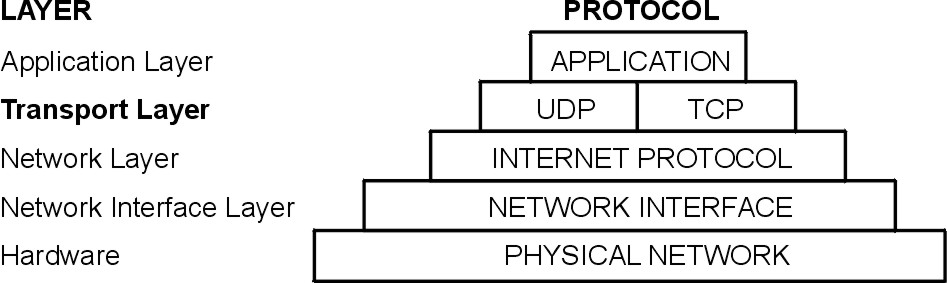 LAYER PROTOCOL
Application Layer APPLICATION
Transport Layer UDP TCP
Network Layer INTERNET PROTOCOL
Network Interface Layer NETWORK INTERFACE
Hardware PHYSICAL NETWORK